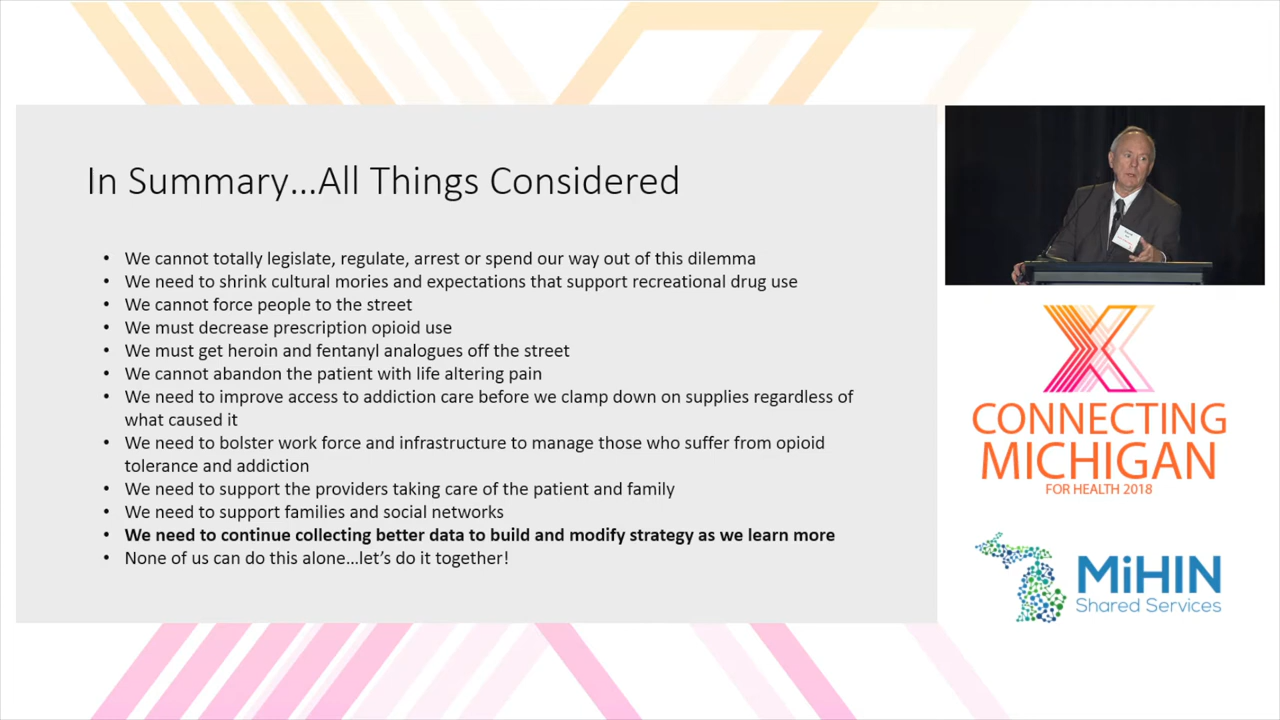 In Summary...All Things Considered
• We cannot totally legislate, regulate, arrest or spend our way out of this dilemma
• We need to shrink cultural mories and expectations that support recreational drug use
• We cannot force people to the street
• We must decrease prescription opioid use
• We must get heroin and fentanyl analogues off the street
• We cannot abandon the patient with life altering pain
• We need to improve access to addiction care before we clamp down on supplies regardless of
what caused it
• We need to bolster work force and infrastructure to manage those who suffer from opioid
tolerance and addiction
• We need to support the providers taking care of the patient and family
• We need to support families and social networks
• We need to continue collecting better data to build and modify strategy as we learn more
• None of us can do this alone...let's do it together!
X
CONNECTING
MICHIGAN
FOR HEALTH 2018
MiHIN
Shared Services